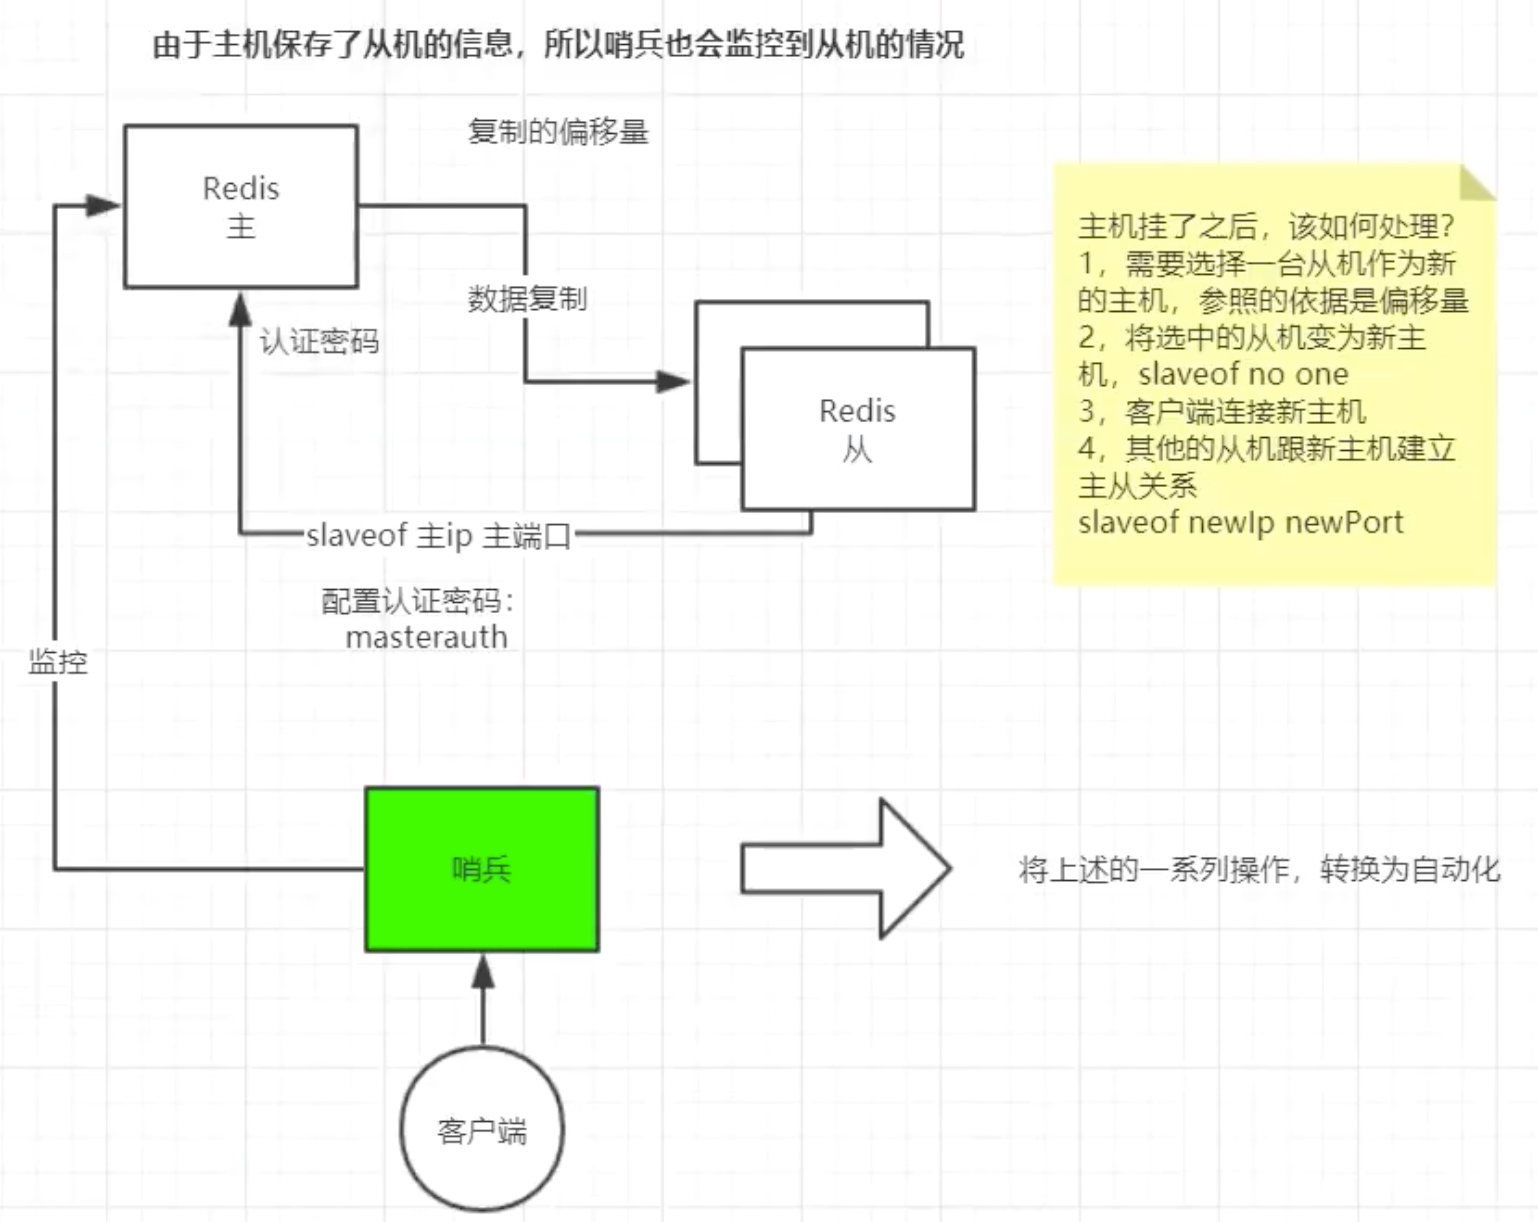 由于主机保存了从机的信息，所以哨兵也会监控到从机的情况
复制的偏移量
Redis
主
数据复制
认证密码
Redis
从
slaveof 主ip 主端口
配置认证密码：
masterauth
监控
主机挂了之后，该如何处理？
1，需要选择一台从机作为新
的主机，参照的依据是偏移量
2，将选中的从机变为新主
机，slaveof no one
3，客户端连接新主机
4，其他的从机跟新主机建立
主从关系
slaveof newIp newPort
哨兵
将上述的一系列操作，转换为自动化
客户端